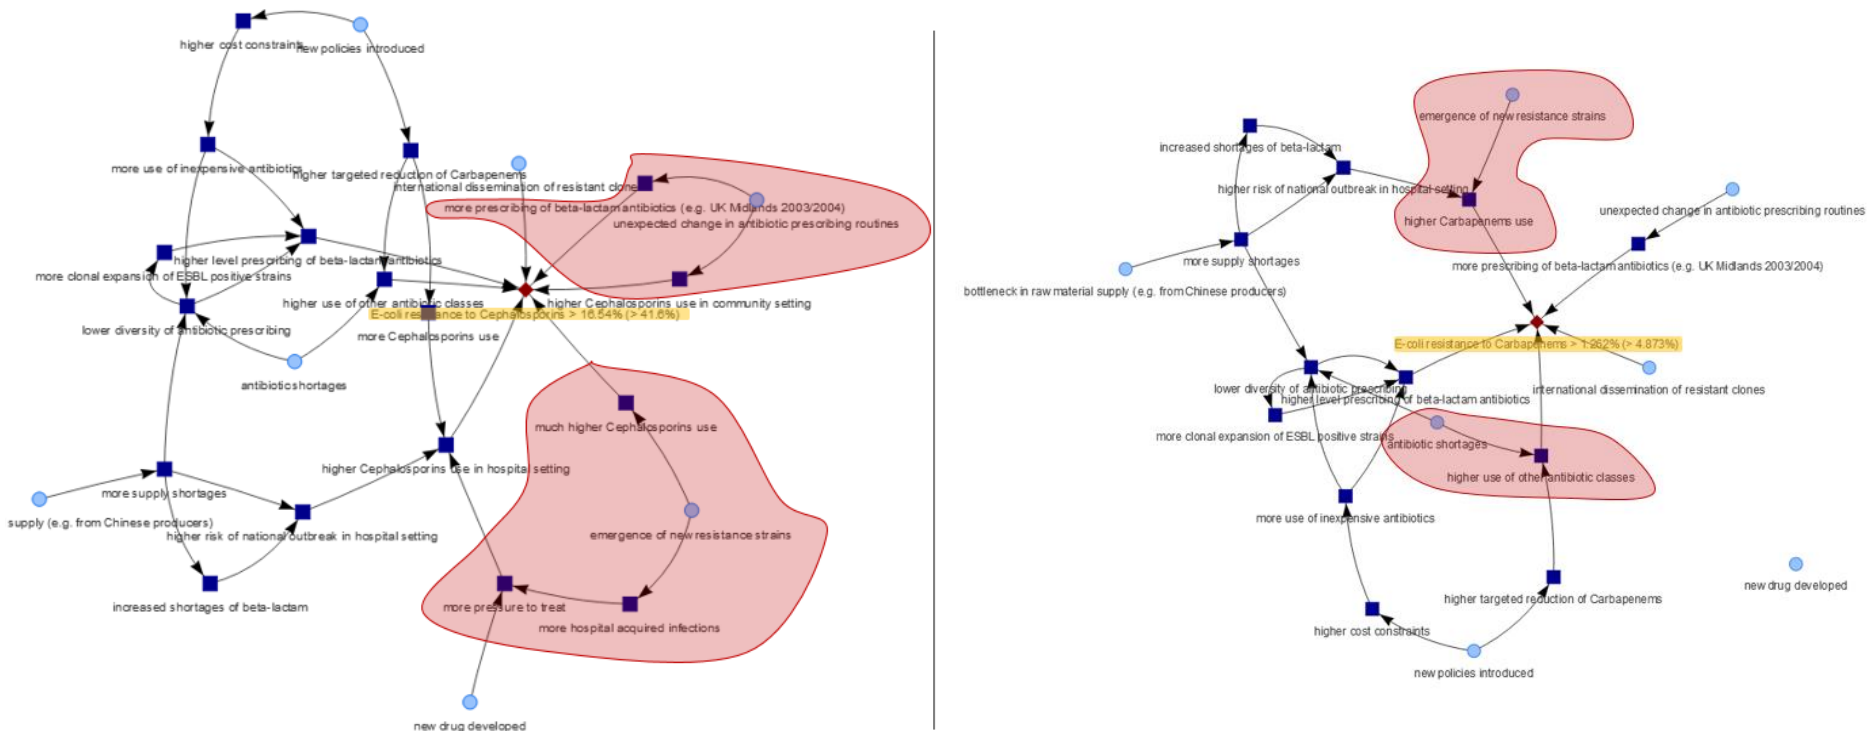 higher cost constraints
new policies introduced
more use of inexpensive antibiotics
higher targeted reduction of Carbapenems
international dissemination of resistant clones
more prescribing of beta-lactam antibiotics (e.g. UK Midlands 2003/2004)
unexpected change in antibiotic prescribing routines
higher level prescribing of beta-lactam antibiotics
more clonal expansion of ESBL positive strains
higher use of other antibiotic classes
higher Cephalosporins use in community setting
E-coli resistance to Cephalosporins > 16.54% (> 41.6%)
lower diversity of antibiotic prescribing
more Cephalosporins use
antibiotic shortages
much higher Cephalosporins use
higher Cephalosporins use in hospital setting
more supply shortages
supply (e.g. from Chinese producers)
higher risk of national outbreak in hospital setting
emergence of new resistance strains
increased shortages of beta-lactam
more pressure to treat
more hospital acquired infections
new drug developed
emergence of new resistance strains
increased shortages of beta-lactam
higher risk of national outbreak in hospital setting
unexpected change in antibiotic prescribing routines
higher Carbapenems use
more supply shortages
more prescribing of beta-lactam antibiotics (e.g. UK Midlands 2003/2004)
bottleneck in raw material supply (e.g. from Chinese producers)
E-coli resistance to Carbapenems > 1.262% (> 4.873%)
lower diversity of antibiotic prescribing
international dissemination of resistant clones
higher level prescribing of beta-lactam antibiotics
more clonal expansion of ESBL positive strains
antibiotic shortages
higher use of other antibiotic classes
more use of inexpensive antibiotics
new drug developed
higher targeted reduction of Carbapenems
higher cost constraints
new policies introduced